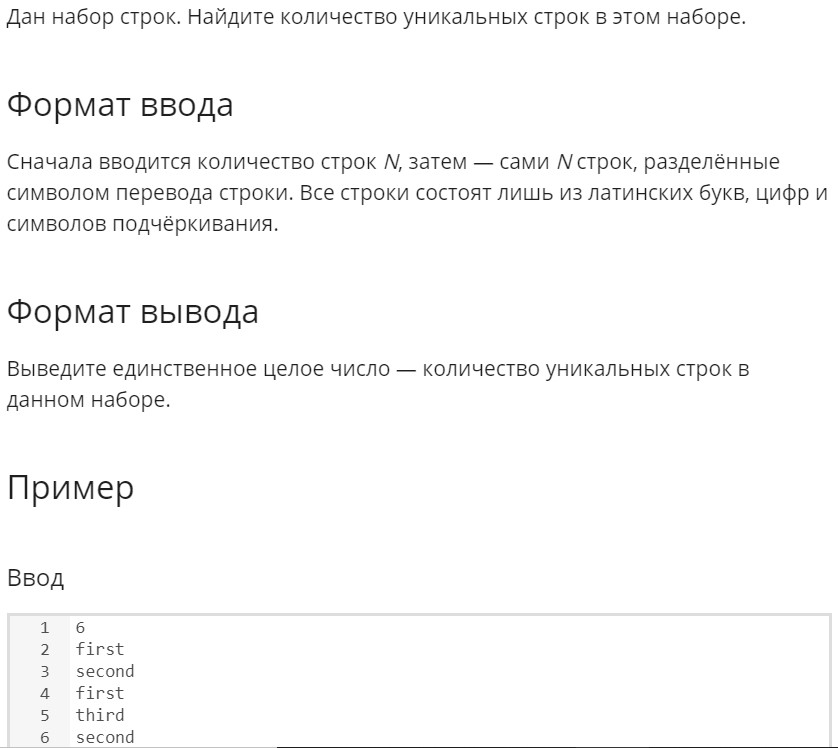 Дан набор строк. Найдите количество уникальных строк в этом наборе.
Формат ввода
Сначала вводится количество строк N, затем — сами N строк, разделённые
символом перевода строки. Все строки состоят лишь из латинских букв, цифр и
символов подчёркивания.
Формат вывода
Выведите единственное целое число — количество уникальных строк в
данном наборе.
Пример
Ввод
1 6
2 first
3 second
4 first
5 third
6 second